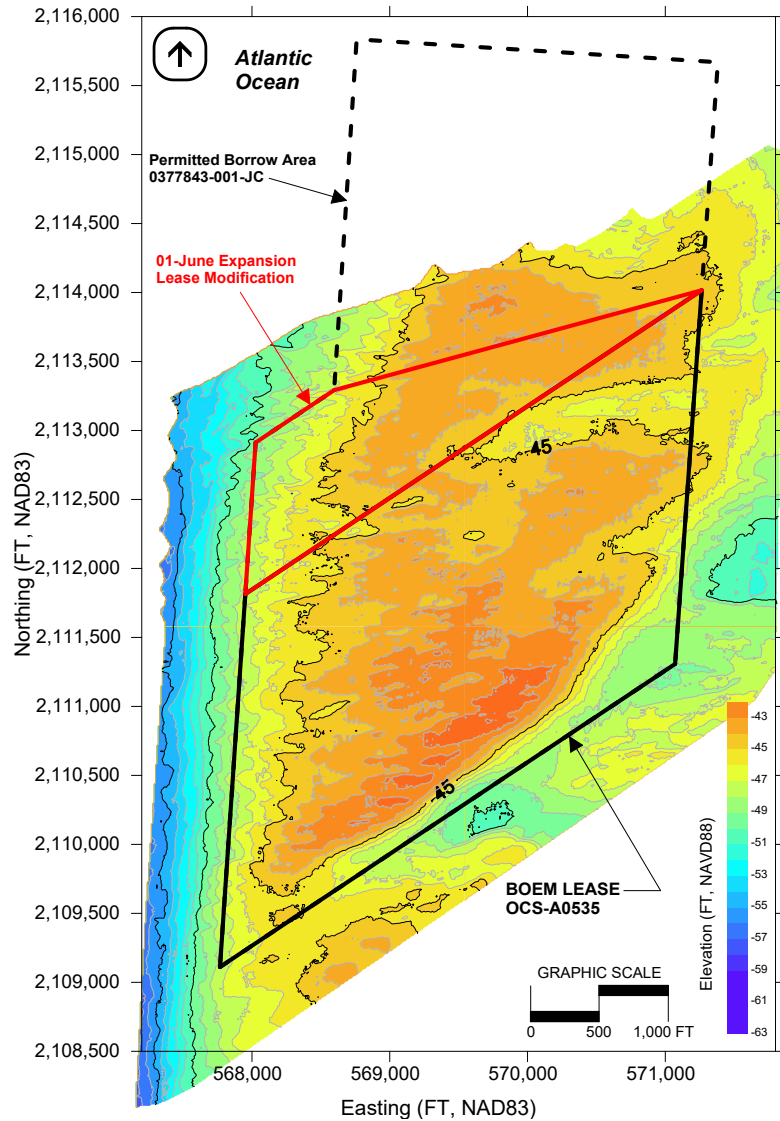 2,116,000
2,115,500
2,115,000
2,114,500
2,114,000
2,113,500
2,113,000
2,112,500
2,112,000
2,111,500
2,111,000
2,110,500
2,110,000
2,109,500
2,109,000
2,108,500
Northing (FT, NAD83)
Atlantic
Ocean
Permitted Borrow Area
0377843-001-JC
01-June Expansion
Lease Modification
45
45
BOEM LEASE
OCS-A0535
GRAPHIC SCALE
0 500 1,000 FT
Elevation (FT, NAVD88)
-43
-45
-47
-49
-51
-53
-55
-57
-59
-61
-63
568,000 569,000 570,000 571,000
Easting (FT, NAD83)